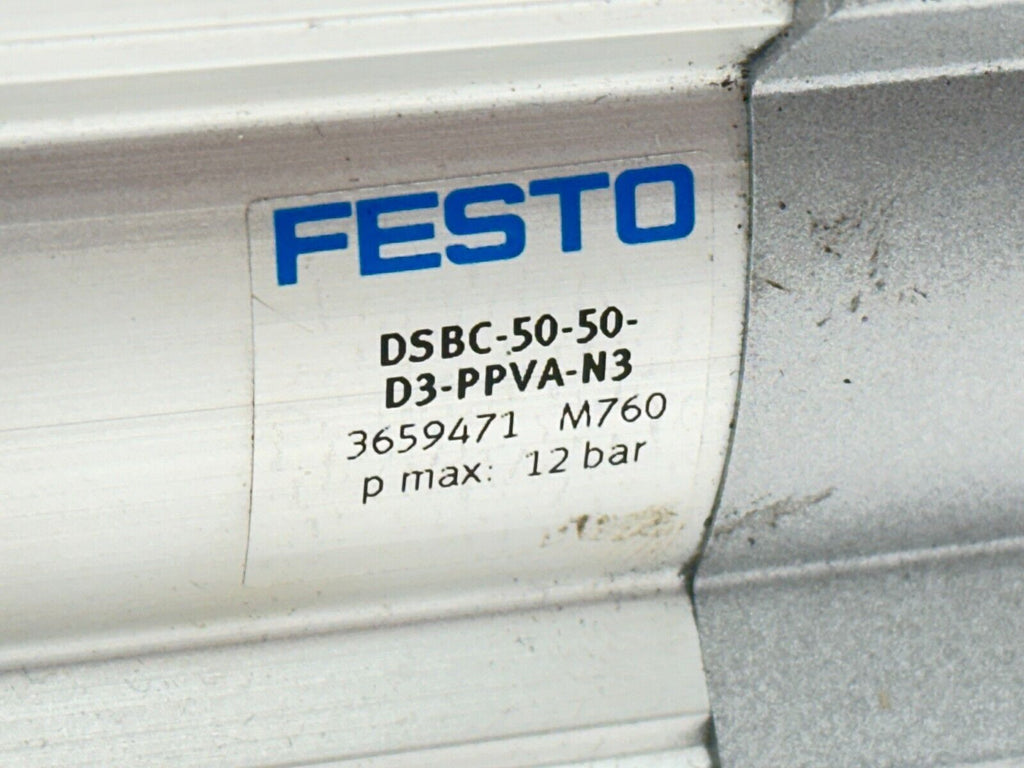 FESTO
DSBC-50-50-
D3-PPVA-N3
3659471 M760
p max: 12 bar